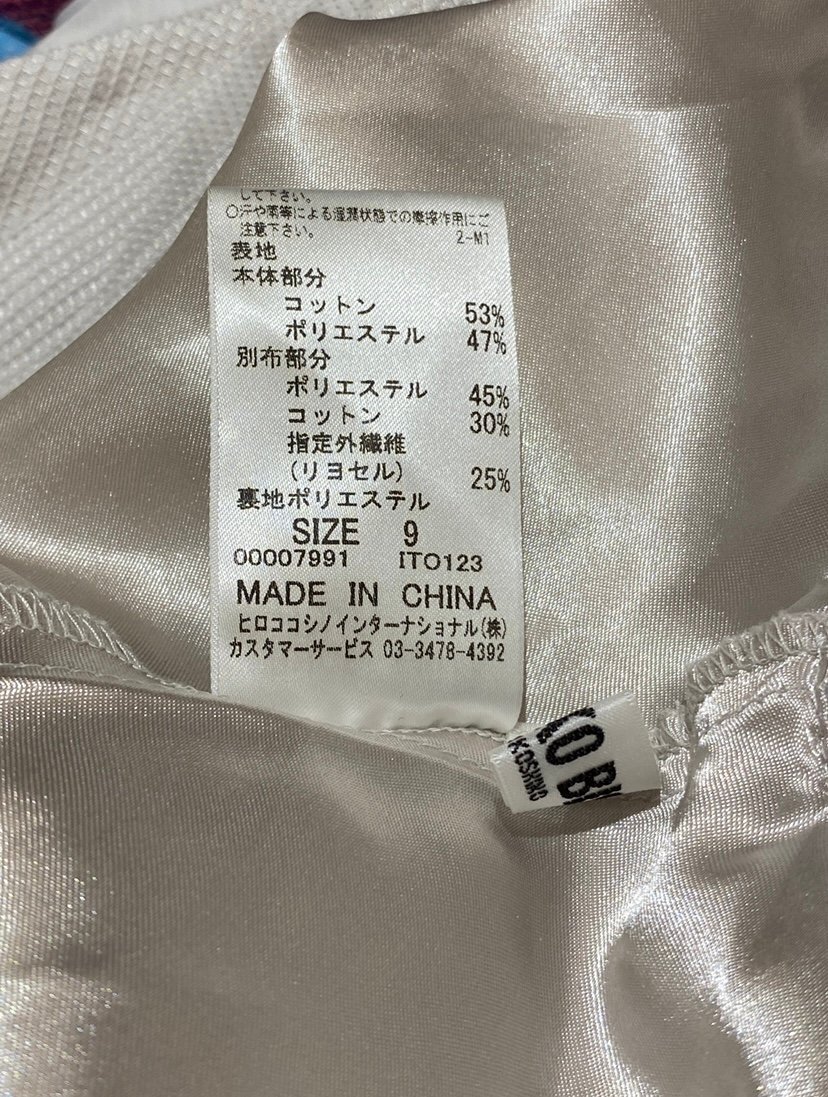 して下さい。
○汗や雨等による湿潤状態での摩擦作用にご
注意下さい。
2-M1
表地
本体部分
コットン 53%
ポリエステル 47%
別布部分
ポリエステル 45%
コットン 30%
指定外繊維
(リヨセル) 25%
裏地ポリエステル
SIZE 9
00007991 ITO123
MADE IN CHINA
ヒロココシノインターナショナル(株)
カスタマーサービス 03-3478-4392
KO BI
KOSHINO